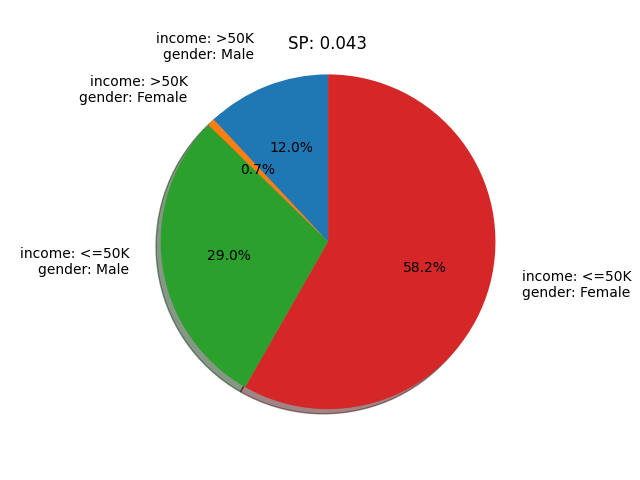 SP: 0.043
income: >50K
gender: Male
income: >50K
gender: Female
12.0%
0.7%
income: <=50K
gender: Male
29.0%
58.2%
income: <=50K
gender: Female